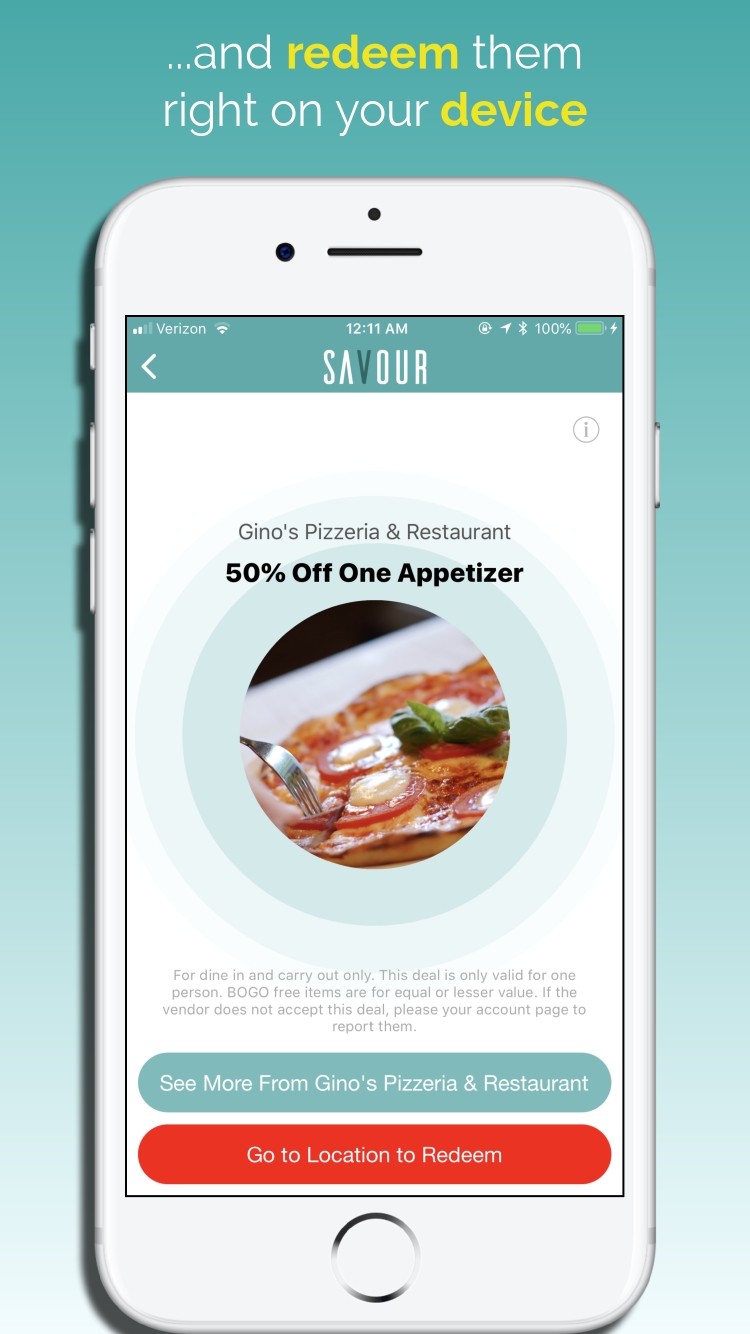 ...and redeem them
right on your device
Verizon
12:11 AM
100%
SAVOUR
i
Gino's Pizzeria & Restaurant
50% Off One Appetizer
For dine in and carry out only. This deal is only valid for one
person. BOGO free items are for equal or lesser value. If the
vendor does not accept this deal, please your account page to
report them.
See More From Gino's Pizzeria & Restaurant
Go to Location to Redeem